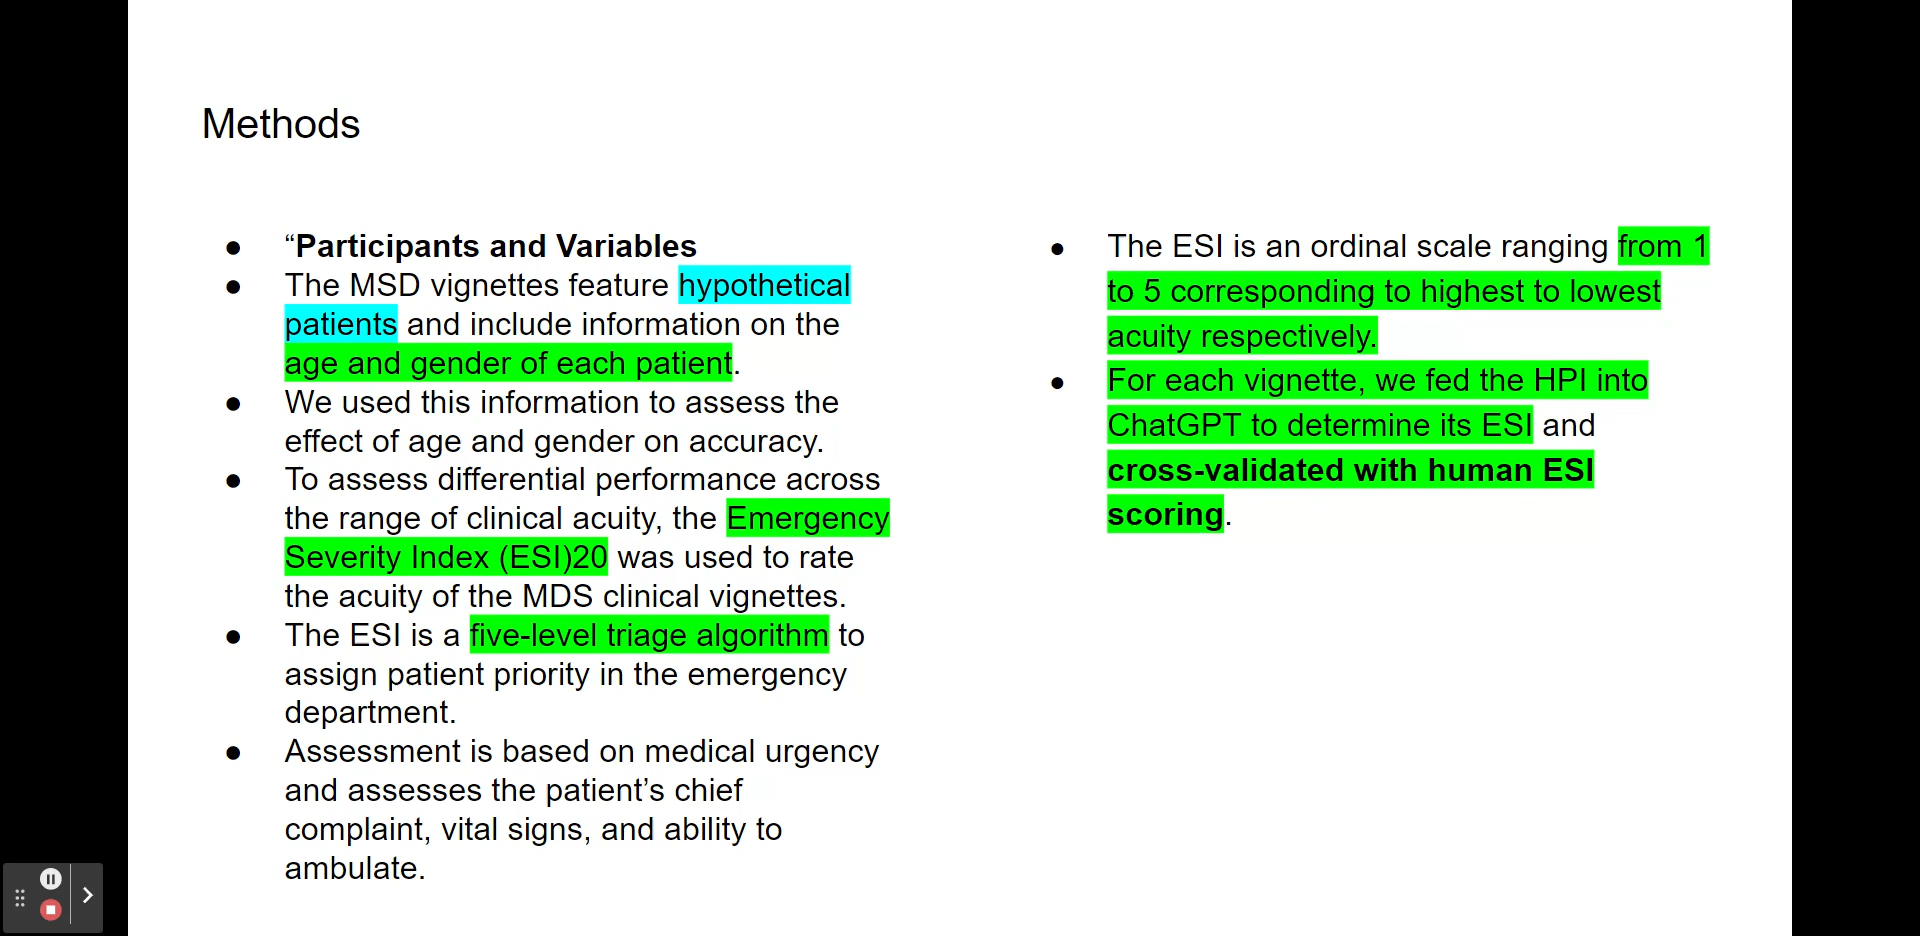 Methods
● “Participants and Variables
● The MSD vignettes feature hypothetical
patients and include information on the
age and gender of each patient.
● We used this information to assess the
effect of age and gender on accuracy.
● To assess differential performance across
the range of clinical acuity, the Emergency
Severity Index (ESI)20 was used to rate
the acuity of the MDS clinical vignettes.
● The ESI is a five-level triage algorithm to
assign patient priority in the emergency
department.
● Assessment is based on medical urgency
and assesses the patient’s chief
complaint, vital signs, and ability to
ambulate.
● The ESI is an ordinal scale ranging from 1
to 5 corresponding to highest to lowest
acuity respectively.
● For each vignette, we fed the HPI into
ChatGPT to determine its ESI and
cross-validated with human ESI
scoring.